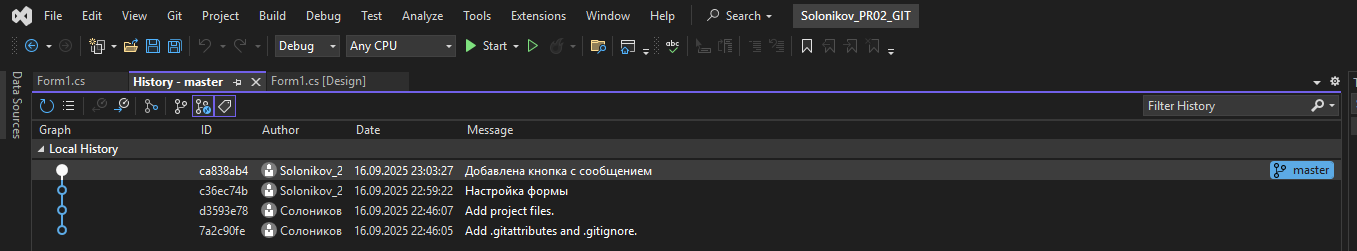 File Edit View Git Project Build Debug Test Analyze Tools Extensions Window Help Search Solonikov_PR02_GIT
Debug Any CPU Start
Data Sources
Form1.cs History - master Form1.cs [Design]
Filter History
Graph ID Author Date Message
Local History
ca838ab4 Solonikov_2 16.09.2025 23:03:27 Добавлена кнопка с сообщением master
c36ec74b Solonikov_2 16.09.2025 22:59:22 Настройка формы
d3593e78 Солоников 16.09.2025 22:46:07 Add project files.
7a2c90fe Солоников 16.09.2025 22:46:05 Add .gitattributes and .gitignore.